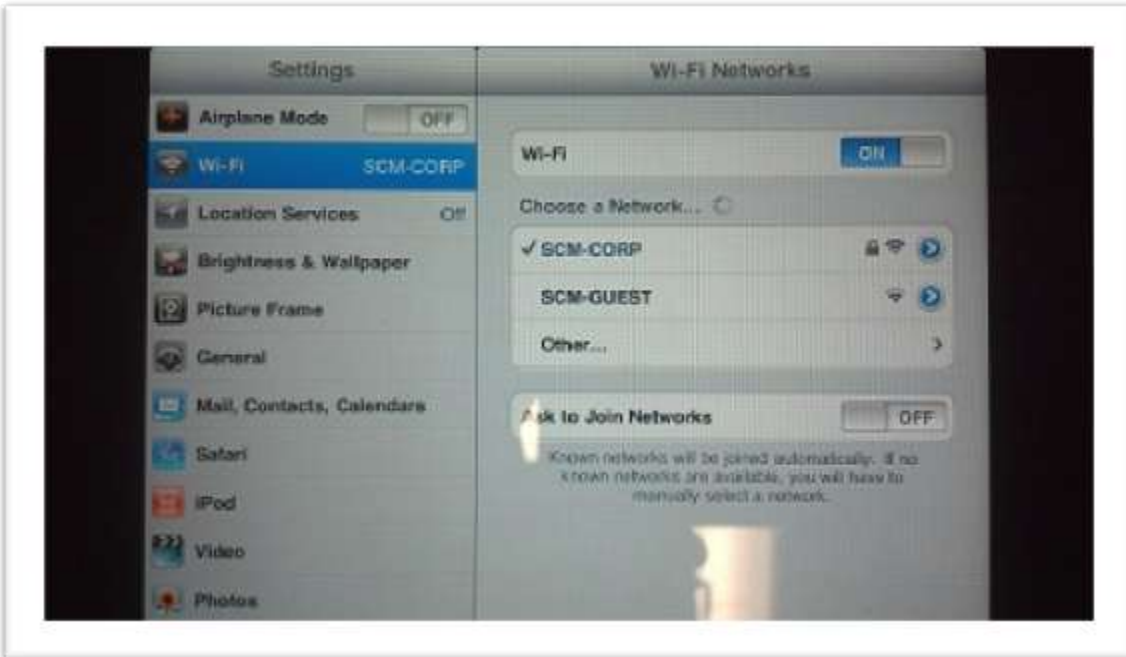 Settings
Airplane Mode OFF
Wi-Fi SCM-CORP
Location Services Off
Brightness & Wallpaper
Picture Frame
General
Mail, Contacts, Calendars
Safari
iPod
Video
Photos
Wi-Fi Networks
Wi-Fi ON
Choose a Network...
SCM-CORP
SCM-GUEST
Other...
Ask to Join Networks OFF
Known networks will be joined automatically. If no
known networks are available, you will have to
manually select a network.